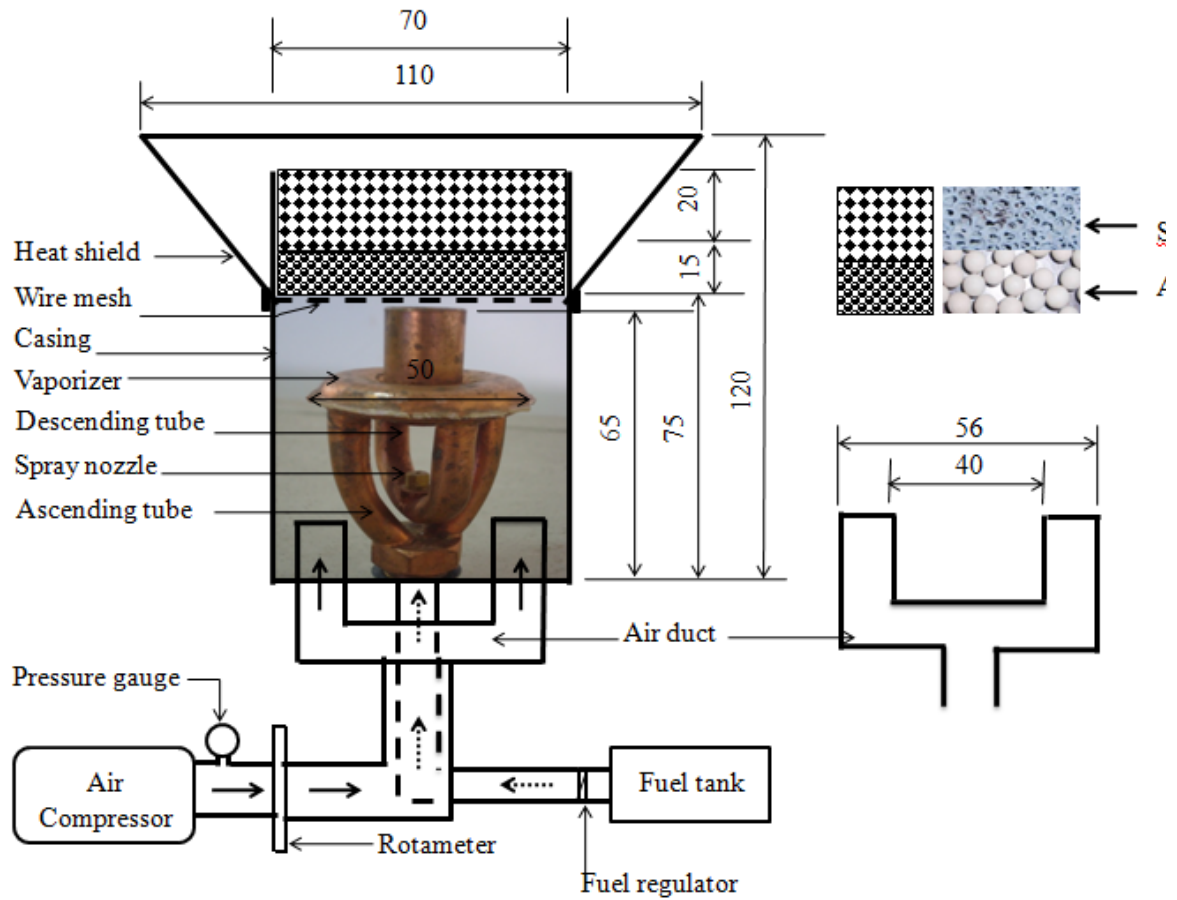 70
110
20
15
Heat shield
Wire mesh
Casing
Vaporizer
Descending tube
Spray nozzle
Ascending tube
50
65
75
120
56
40
Air duct
Pressure gauge
Air
Compressor
Fuel tank
Rotameter
Fuel regulator